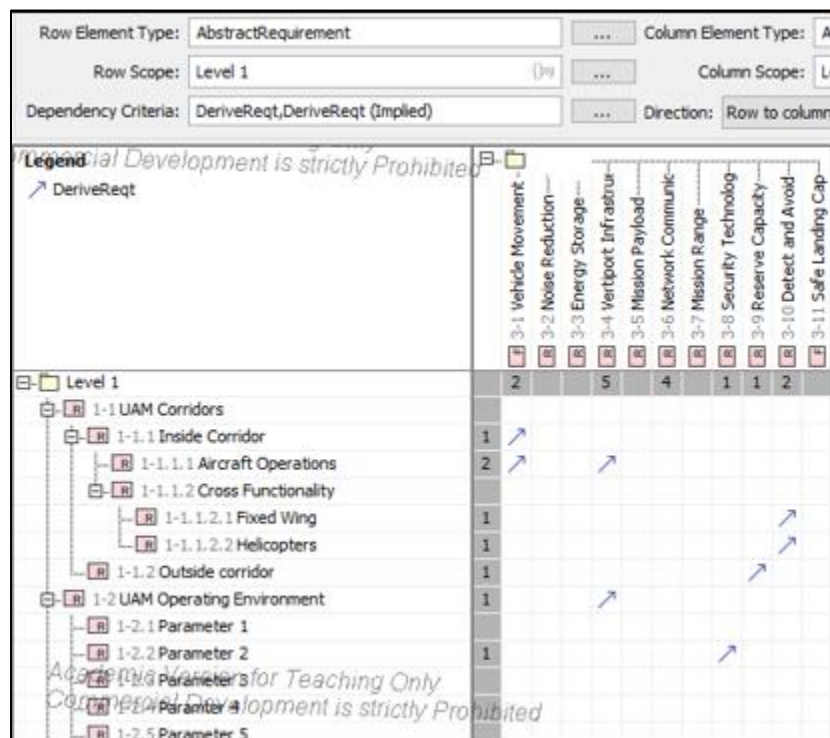 Row Element Type: AbstractRequirement ... Column Element Type: A
Row Scope: Level 1 ... Column Scope: L
Dependency Criteria: DeriveReqt,DeriveReqt (Implied) ... Direction: Row to column
Legend
Commercial Development is strictly Prohibited
DeriveReqt
3-1 Vehicle Movement
3-2 Noise Reduction
3-3 Energy Storage
3-4 Vertiport Infrastru
3-5 Mission Payload
3-6 Network Communic
3-7 Mission Range
3-8 Security Technolog
3-9 Reserve Capacity
3-10 Detect and Avoid
3-11 Safe Landing Cap
F R R R R R R R R R F
Level 1 2 5 4 1 1 2
R 1-1 UAM Corridors
R 1-1.1 Inside Corridor 1
R 1-1.1.1 Aircraft Operations 2
R 1-1.1.2 Cross Functionality
R 1-1.1.2.1 Fixed Wing 1
R 1-1.1.2.2 Helicopters 1
R 1-1.2 Outside corridor 1
R 1-2 UAM Operating Environment 1
R 1-2.1 Parameter 1
R 1-2.2 Parameter 2 1
Academia Version for Teaching Only
R Parameter 3
Commercial Development is strictly Prohibited
R Paramter 4
R 1-2.5 Parameter 5